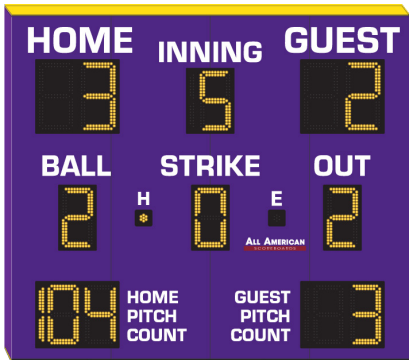 HOME INNING GUEST
3 5 2
BALL STRIKE OUT
2 H 0 E 2
ALL AMERICAN
SCOREBOARDS
104 HOME PITCH COUNT
GUEST PITCH COUNT 3